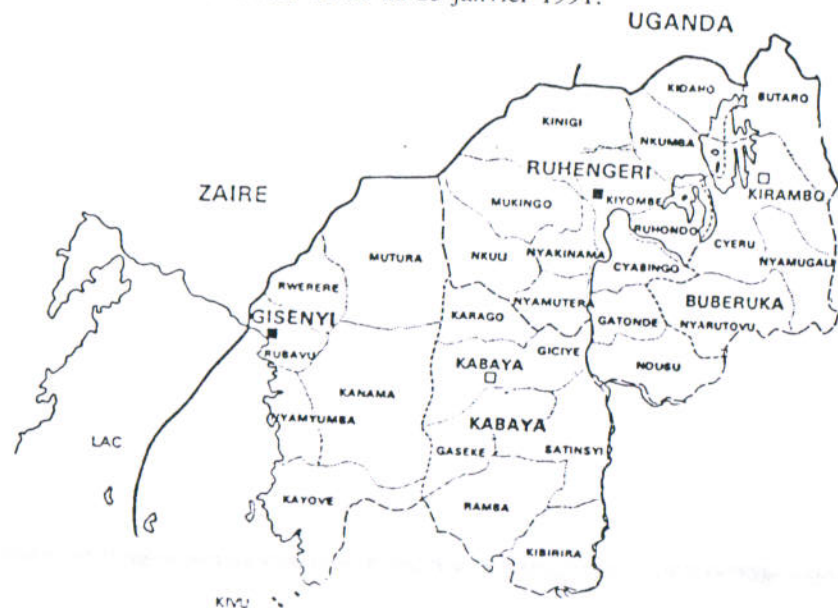 janvier 1991.
UGANDA
KIDAHO
BUTARO
KINIGI
NKUMBA
RUHENGERI
ZAIRE
KIYOMBE
KIRAMBO
MUKINGO
RUHONDO
CYERU
MUTURA
NKULI
NYAKINAMA
CYABINGO
NYAMUGALI
RWERERE
NYAMUTERA
BUBERUKA
GISENYI
KARAGO
GATONDE
NYARUTOVU
RUBAVU
GICIYE
KABAYA
NDUSU
KANAMA
NYAMYUMBA
KABAYA
LAC
GASEKE
SATINSYI
KAYOVE
RAMBA
KIBIRIRA
KIVU